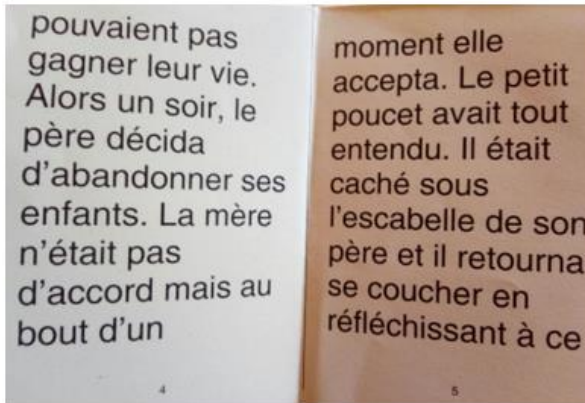 pouvaient pas
gagner leur vie.
Alors un soir, le
père décida
d'abandonner ses
enfants. La mère
n'était pas
d'accord mais au
bout d'un
4
moment elle
accepta. Le petit
poucet avait tout
entendu. Il était
caché sous
l'escabelle de son
père et il retourna
se coucher en
réfléchissant à ce
5